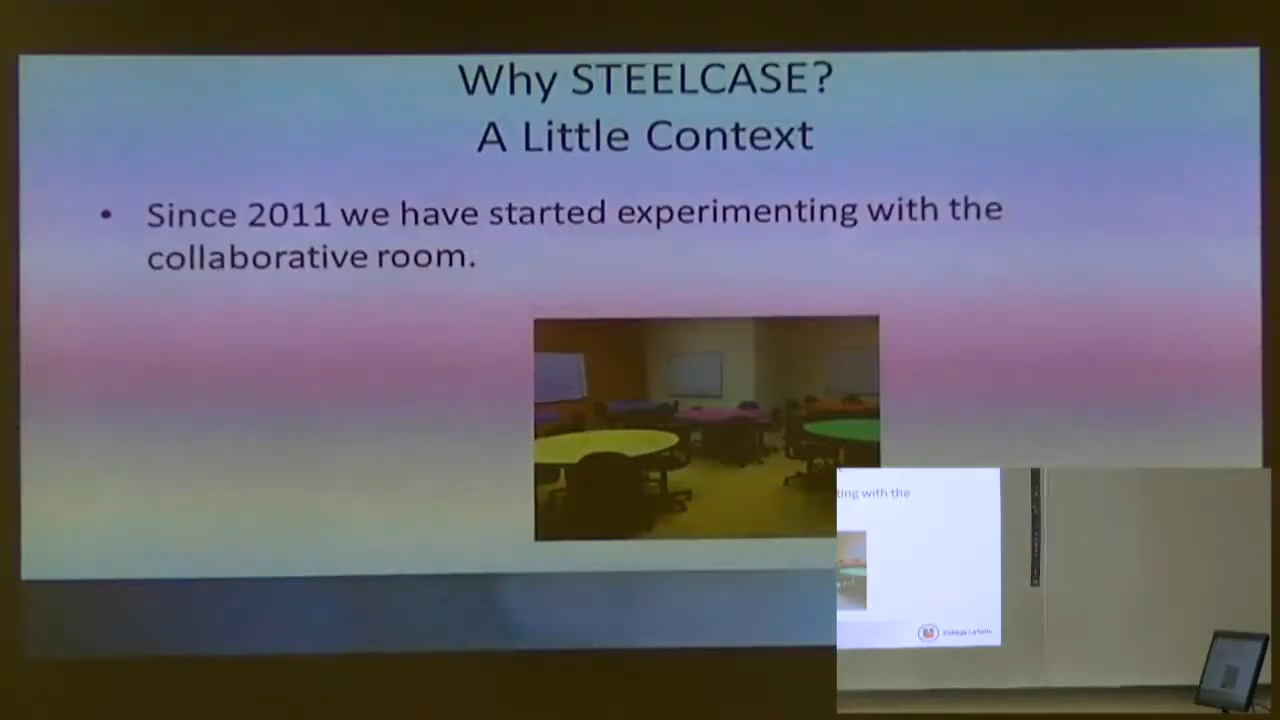 Why STEELCASE?
A Little Context
• Since 2011 we have started experimenting with the
collaborative room.
ting with the